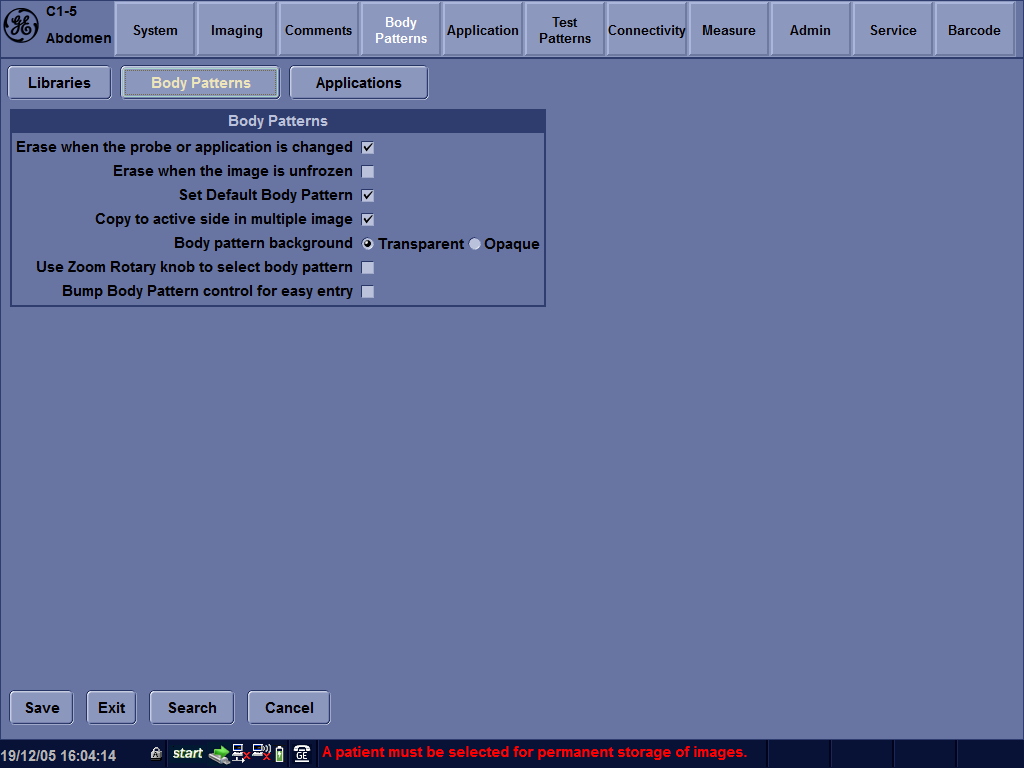 C1-5
Abdomen
System
Imaging
Comments
Body
Patterns
Application
Test
Patterns
Connectivity
Measure
Admin
Service
Barcode
Libraries
Body Patterns
Applications
Body Patterns
Erase when the probe or application is changed
Erase when the image is unfrozen
Set Default Body Pattern
Copy to active side in multiple image
Body pattern background Transparent Opaque
Use Zoom Rotary knob to select body pattern
Bump Body Pattern control for easy entry
Save Exit Search Cancel
19/12/05 16:04:14 start GE A patient must be selected for permanent storage of images.